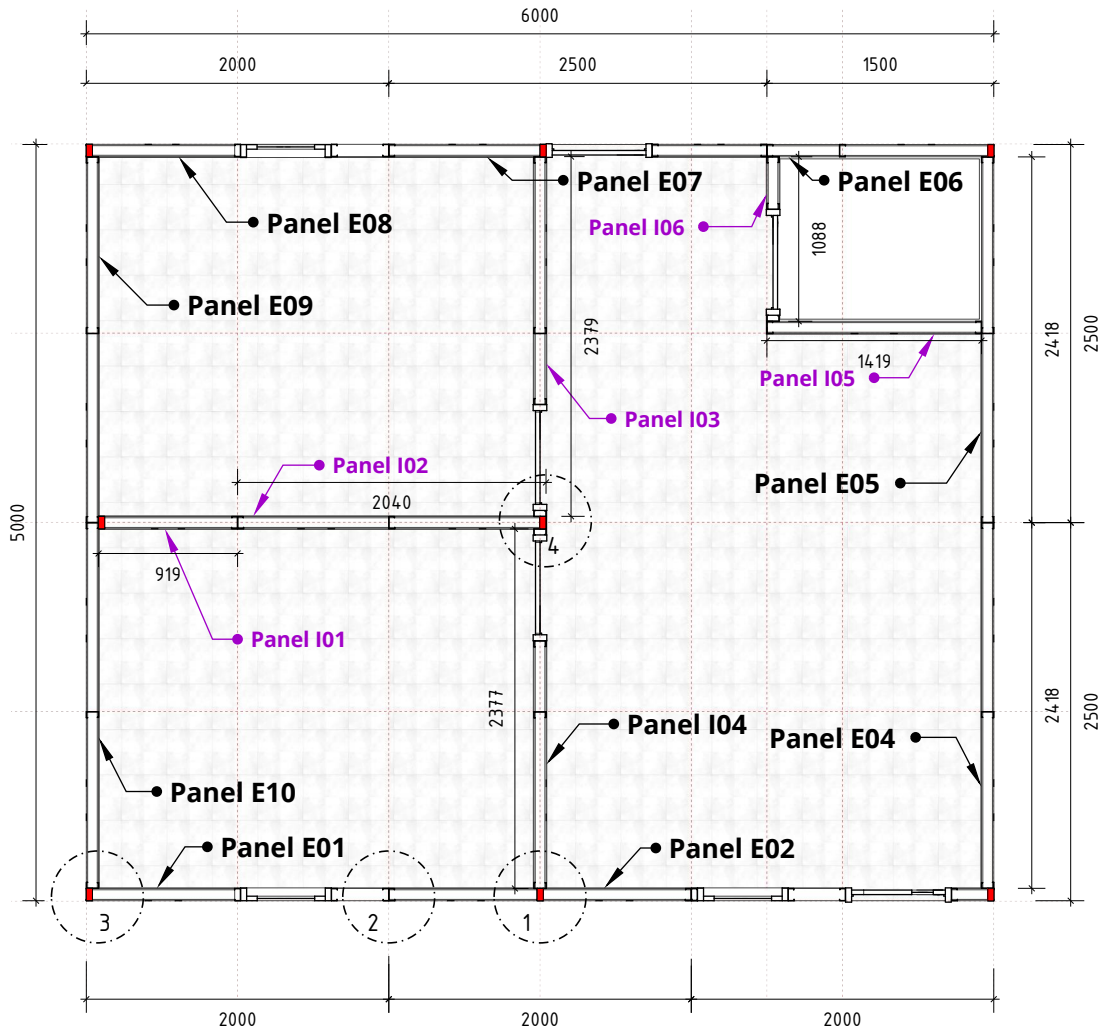 6000
2000
2500
1500
Panel E07
Panel E06
Panel E08
Panel I06
1088
Panel E09
2379
2418
2500
1419
Panel I05
Panel I03
Panel I02
Panel E05
2040
5000
4
919
Panel I01
2377
2418
2500
Panel I04
Panel E04
Panel E10
Panel E01
Panel E02
3
2
1
2000
2000
2000